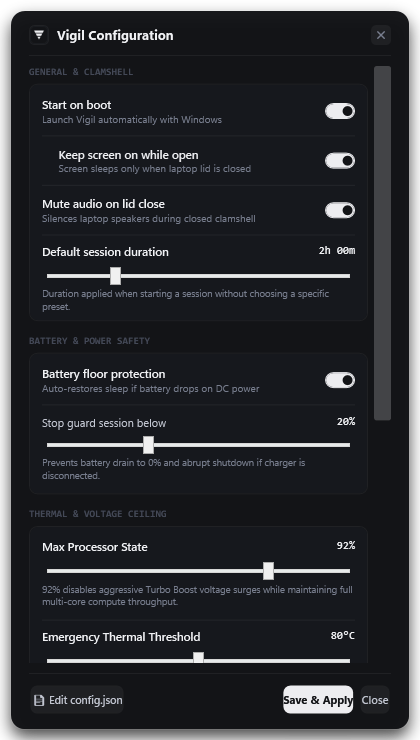 Vigil Configuration
GENERAL & CLAMSHELL
Start on boot
Launch Vigil automatically with Windows
Keep screen on while open
Screen sleeps only when laptop lid is closed
Mute audio on lid close
Silences laptop speakers during closed clamshell
Default session duration 2h 00m
Duration applied when starting a session without choosing a specific
preset.
BATTERY & POWER SAFETY
Battery floor protection
Auto-restores sleep if battery drops on DC power
Stop guard session below 20%
Prevents battery drain to 0% and abrupt shutdown if charger is
disconnected.
THERMAL & VOLTAGE CEILING
Max Processor State 92%
92% disables aggressive Turbo Boost voltage surges while maintaining full
multi-core compute throughput.
Emergency Thermal Threshold 80°C
Edit config.json Save & Apply Close